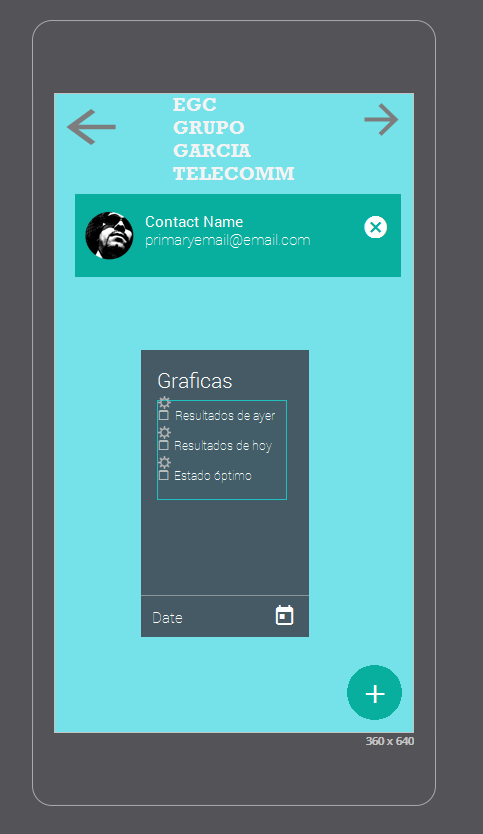 EGC
GRUPO
GARCIA
TELECOMM
Contact Name
primaryemail@email.com
Graficas
Resultados de ayer
Resultados de hoy
Estado óptimo
Date
+
360 x 640